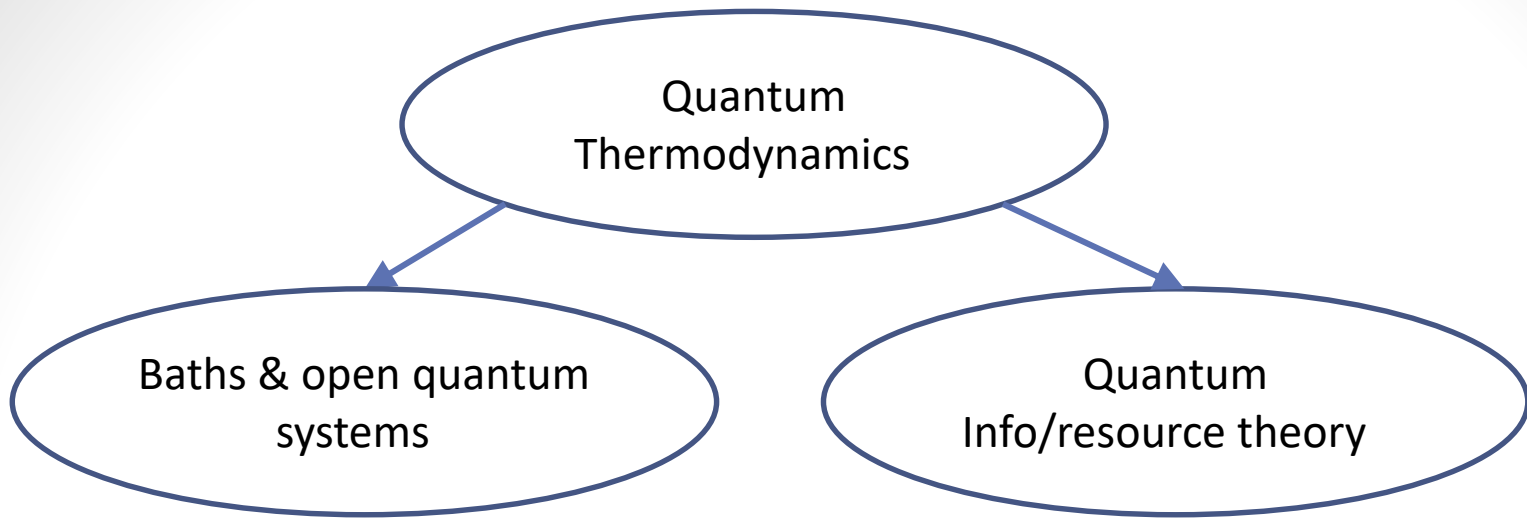 Quantum
Thermodynamics
Baths & open quantum
systems
Quantum
Info/resource theory